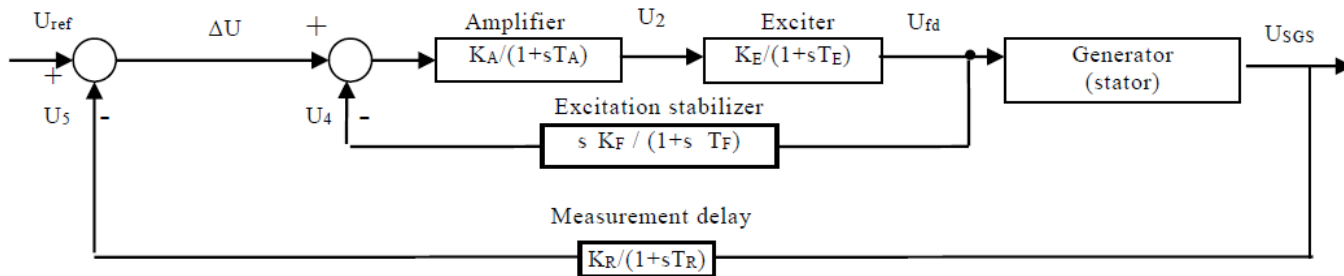 Amplifier
U2
Exciter
Ufd
USGS
Uref
ΔU
+
KA/(1+sTA)
KE/(1+sTE)
Generator
(stator)
+
U5
-
U4
-
Excitation stabilizer
s KF / (1+s TF)
Measurement delay
KR/(1+sTR)